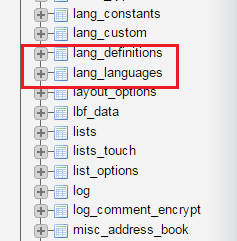 lang_constants
lang_custom
lang_definitions
lang_languages
layout_options
lbf_data
lists
lists_touch
list_options
log
log_comment_encrypt
misc_address_book